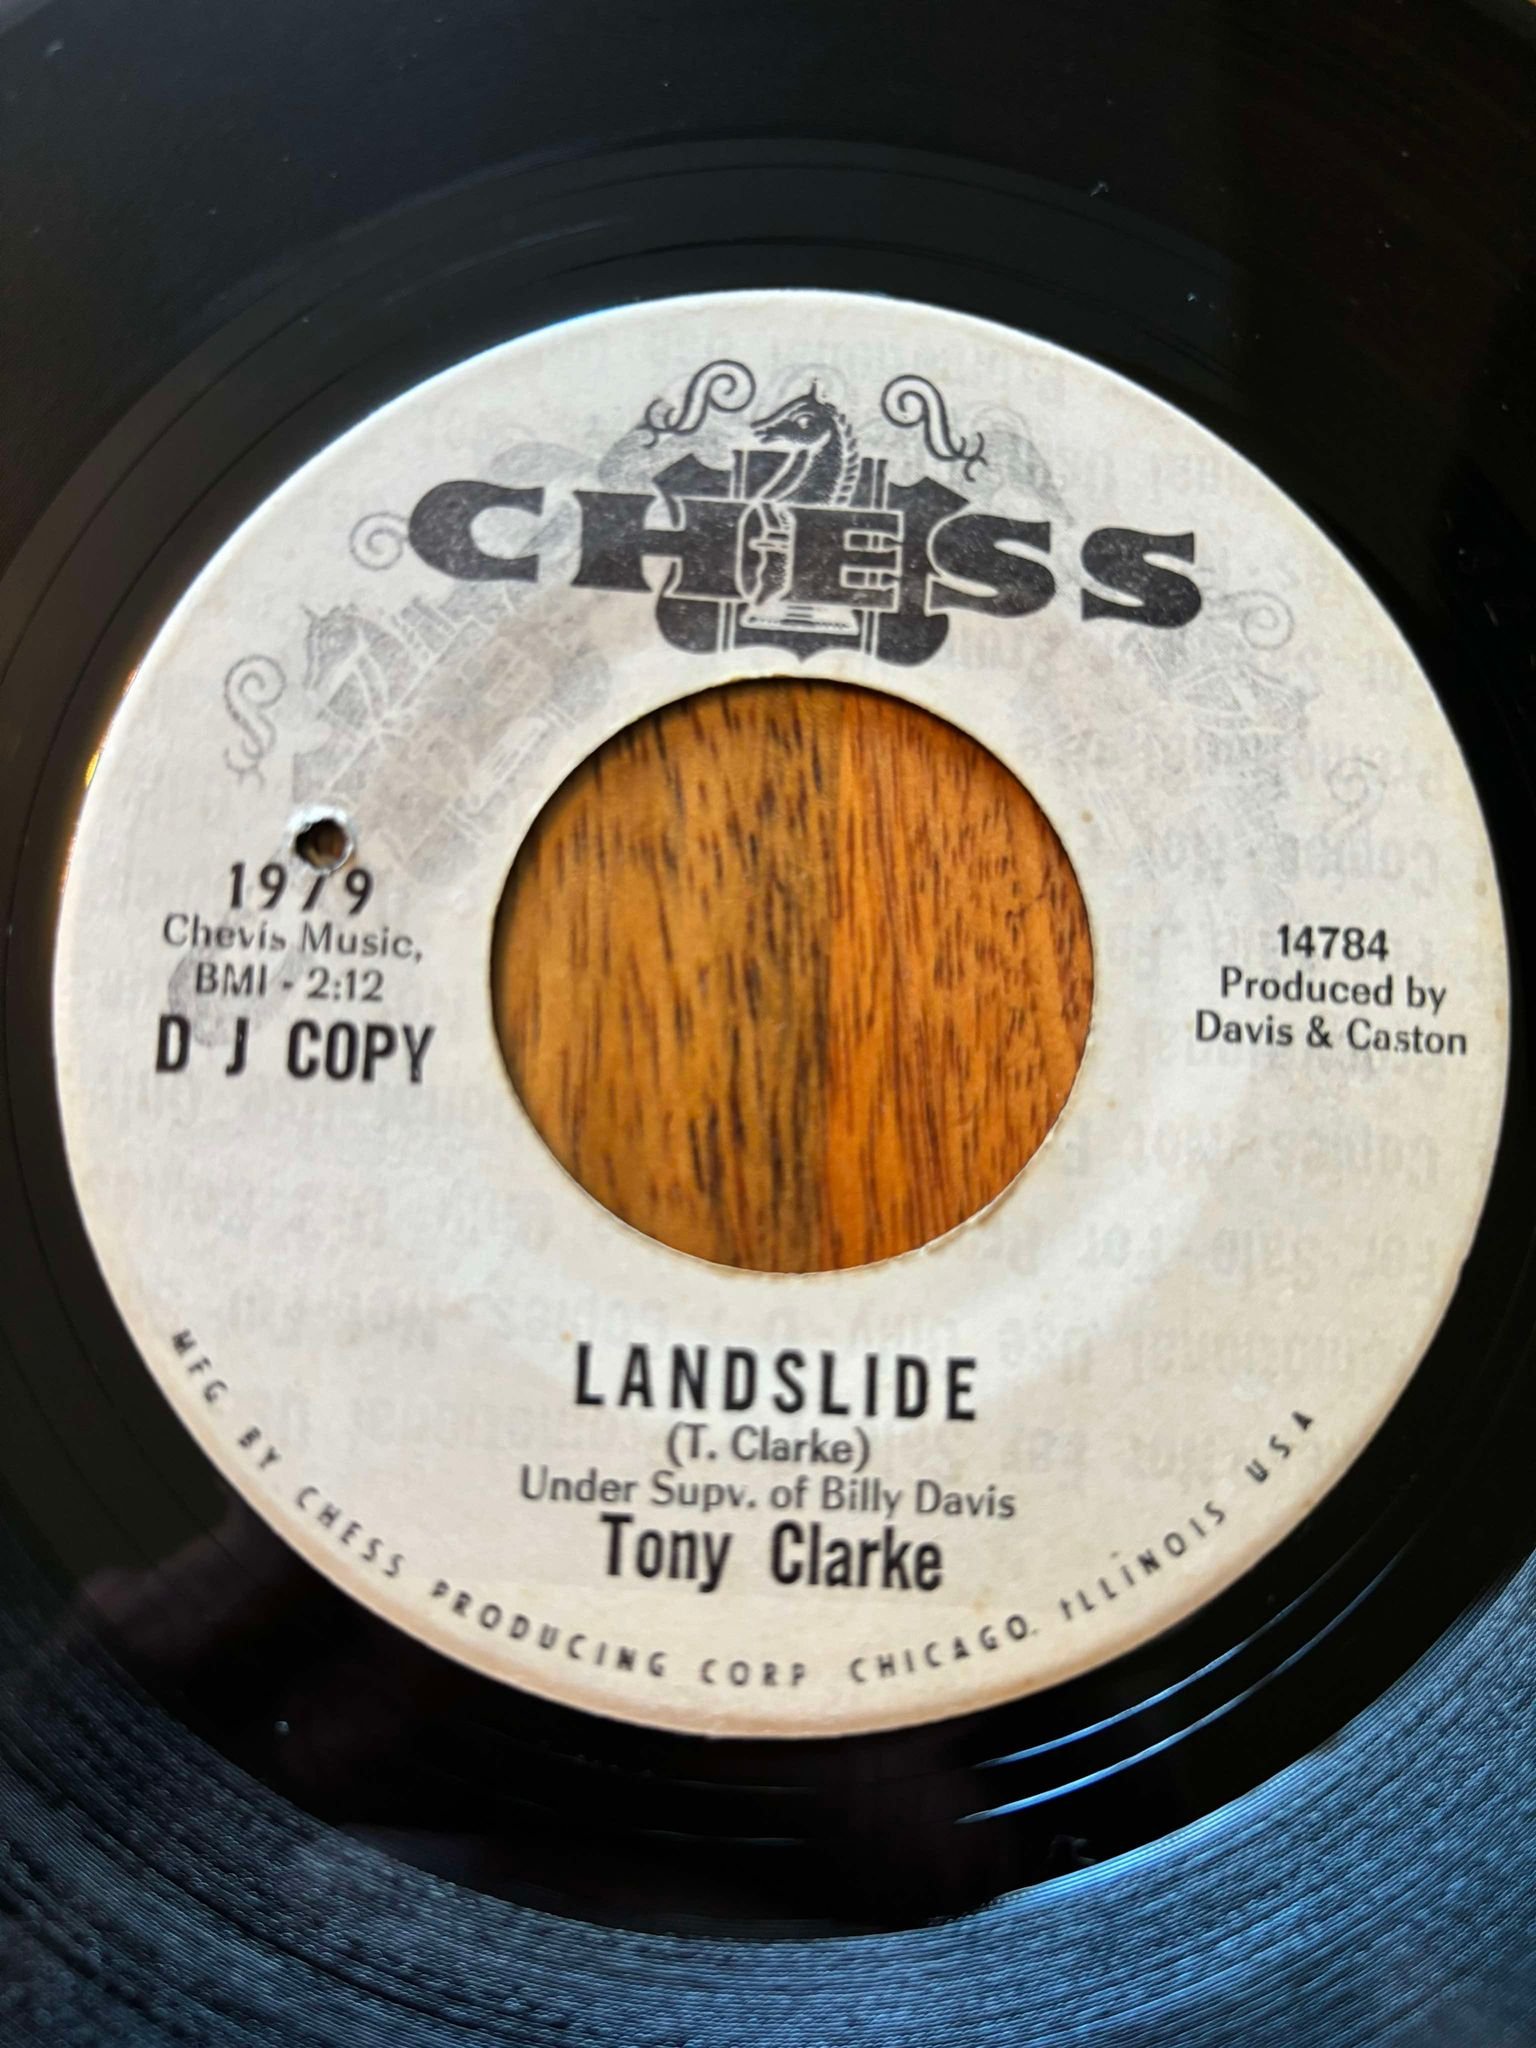 CHESS
1979
Chevis Music,
BMI - 2:12
D J COPY
14784
Produced by
Davis & Caston
LANDSLIDE
(T. Clarke)
Under Supv. of Billy Davis
Tony Clarke
MFG BY CHESS PRODUCING CORP CHICAGO, ILLINOIS USA